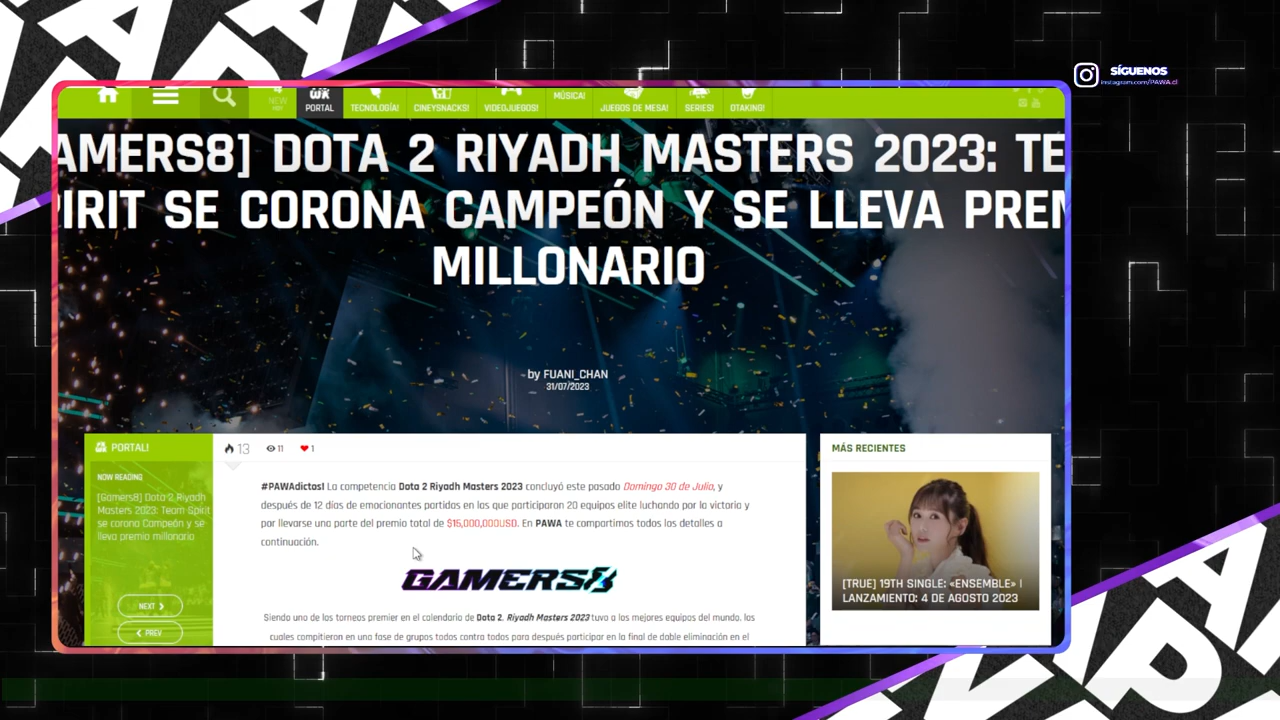 SÍGUENOS
instagram.com/PAWA.cl
NEW
PORTAL
TECNOLOGÍA!
CINEYSNACKS!
VIDEOJUEGOS!
MÚSICA!
JUEGOS DE MESA!
SERIES!
OTAKING!
AMERS8] DOTA 2 RIYADH MASTERS 2023: TE
PIRIT SE CORONA CAMPEÓN Y SE LLEVA PREM
MILLONARIO
by FUANI_CHAN
31/07/2023
PORTAL!
NOW READING
[Gamers8] Dota 2 Riyadh
Masters 2023: Team Spirit
se corona Campeón y se
lleva premio millonario
NEXT
PREV
13
11
1
#PAWAdictos! La competencia Dota 2 Riyadh Masters 2023 concluyó este pasado Domingo 30 de Julio, y
después de 12 días de emocionantes partidas en las que participaron 20 equipos elite luchando por la victoria y
por llevarse una parte del premio total de $15,000,000USD. En PAWA te compartimos todos los detalles a
continuación.
GAMERS8
Siendo uno de los torneos premier en el calendario de Dota 2, Riyadh Masters 2023 tuvo a los mejores equipos del mundo, los
cuales compitieron en una fase de grupos todos contra todos para después participar en la final de doble eliminación en el
MÁS RECIENTES
[TRUE] 19TH SINGLE: «ENSEMBLE» |
LANZAMIENTO: 4 DE AGOSTO 2023